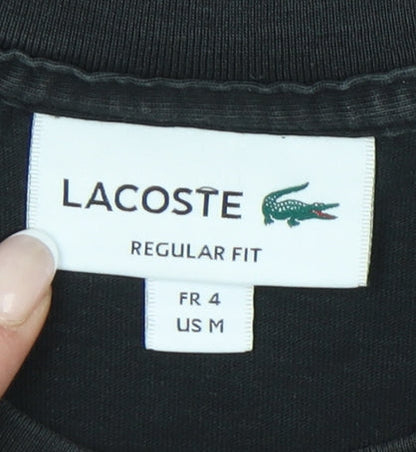 LACOSTE
REGULAR FIT
FR 4
US M